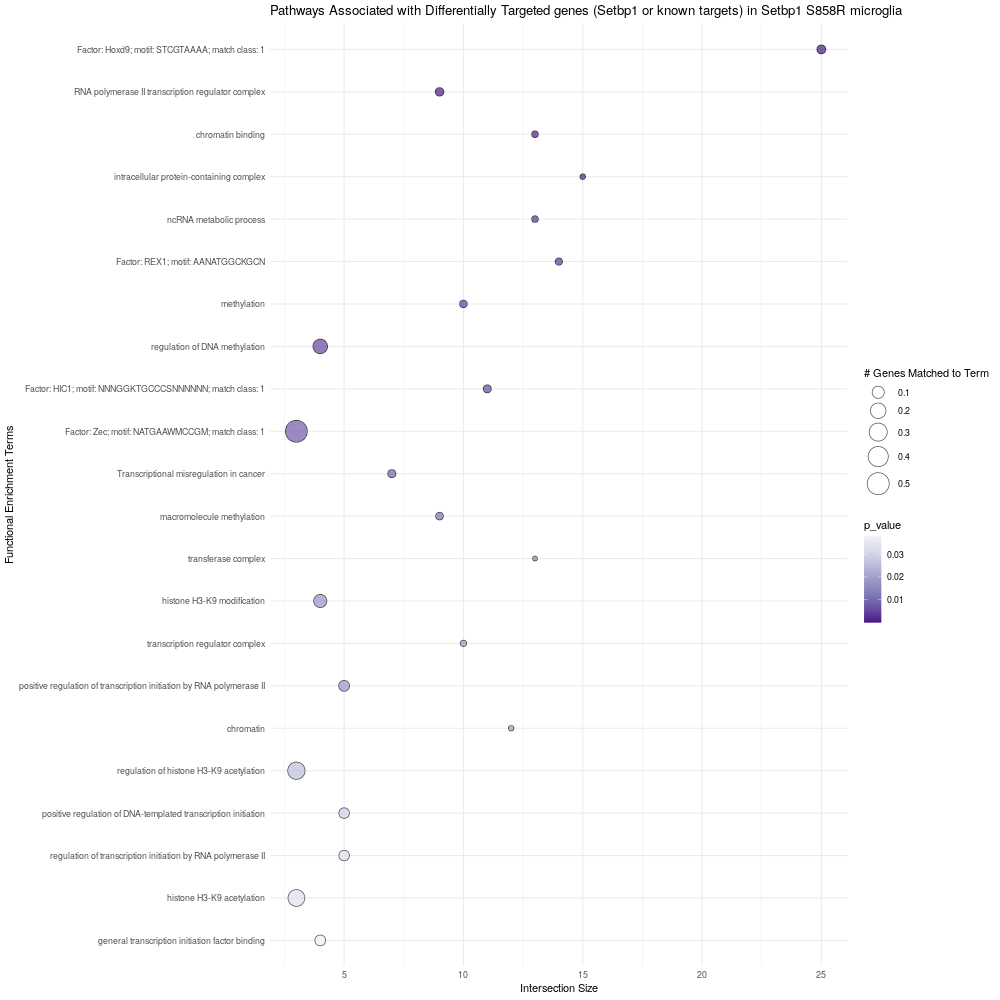 Pathways Associated with Differentially Targeted genes (Setbp1 or known targets) in Setbp1 S858R microglia
Functional Enrichment Terms
Factor: Hoxd9; motif: STCGTAAAA; match class: 1
RNA polymerase II transcription regulator complex
chromatin binding
intracellular protein-containing complex
ncRNA metabolic process
Factor: REX1; motif: AANATGGCKGCN
methylation
regulation of DNA methylation
Factor: HIC1; motif: NNNGGKTGCCCSNNNNNN; match class: 1
Factor: Zec; motif: NATGAAWMCCGM; match class: 1
Transcriptional misregulation in cancer
macromolecule methylation
transferase complex
histone H3-K9 modification
transcription regulator complex
positive regulation of transcription initiation by RNA polymerase II
chromatin
regulation of histone H3-K9 acetylation
positive regulation of DNA-templated transcription initiation
regulation of transcription initiation by RNA polymerase II
histone H3-K9 acetylation
general transcription initiation factor binding
5 10 15 20 25
Intersection Size
# Genes Matched to Term
0.1
0.2
0.3
0.4
0.5
p_value
0.03
0.02
0.01